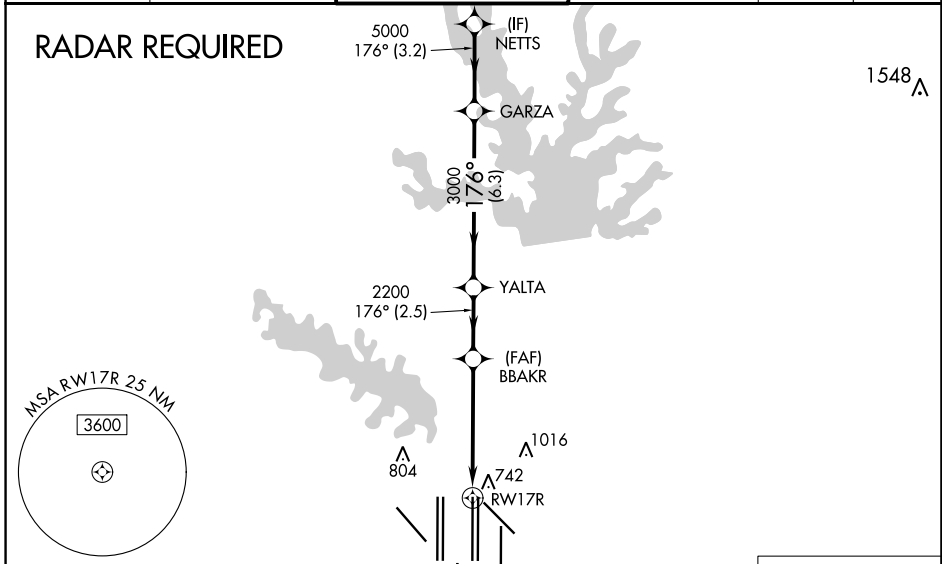 RADAR REQUIRED
5000
176° (3.2)
(IF)
NETTS
1548
GARZA
3000
176°
(6.3)
YALTA
2200
176° (2.5)
(FAF)
BBAKR
MSA RW17R 25 NM
3600
804
1016
742
RW17R